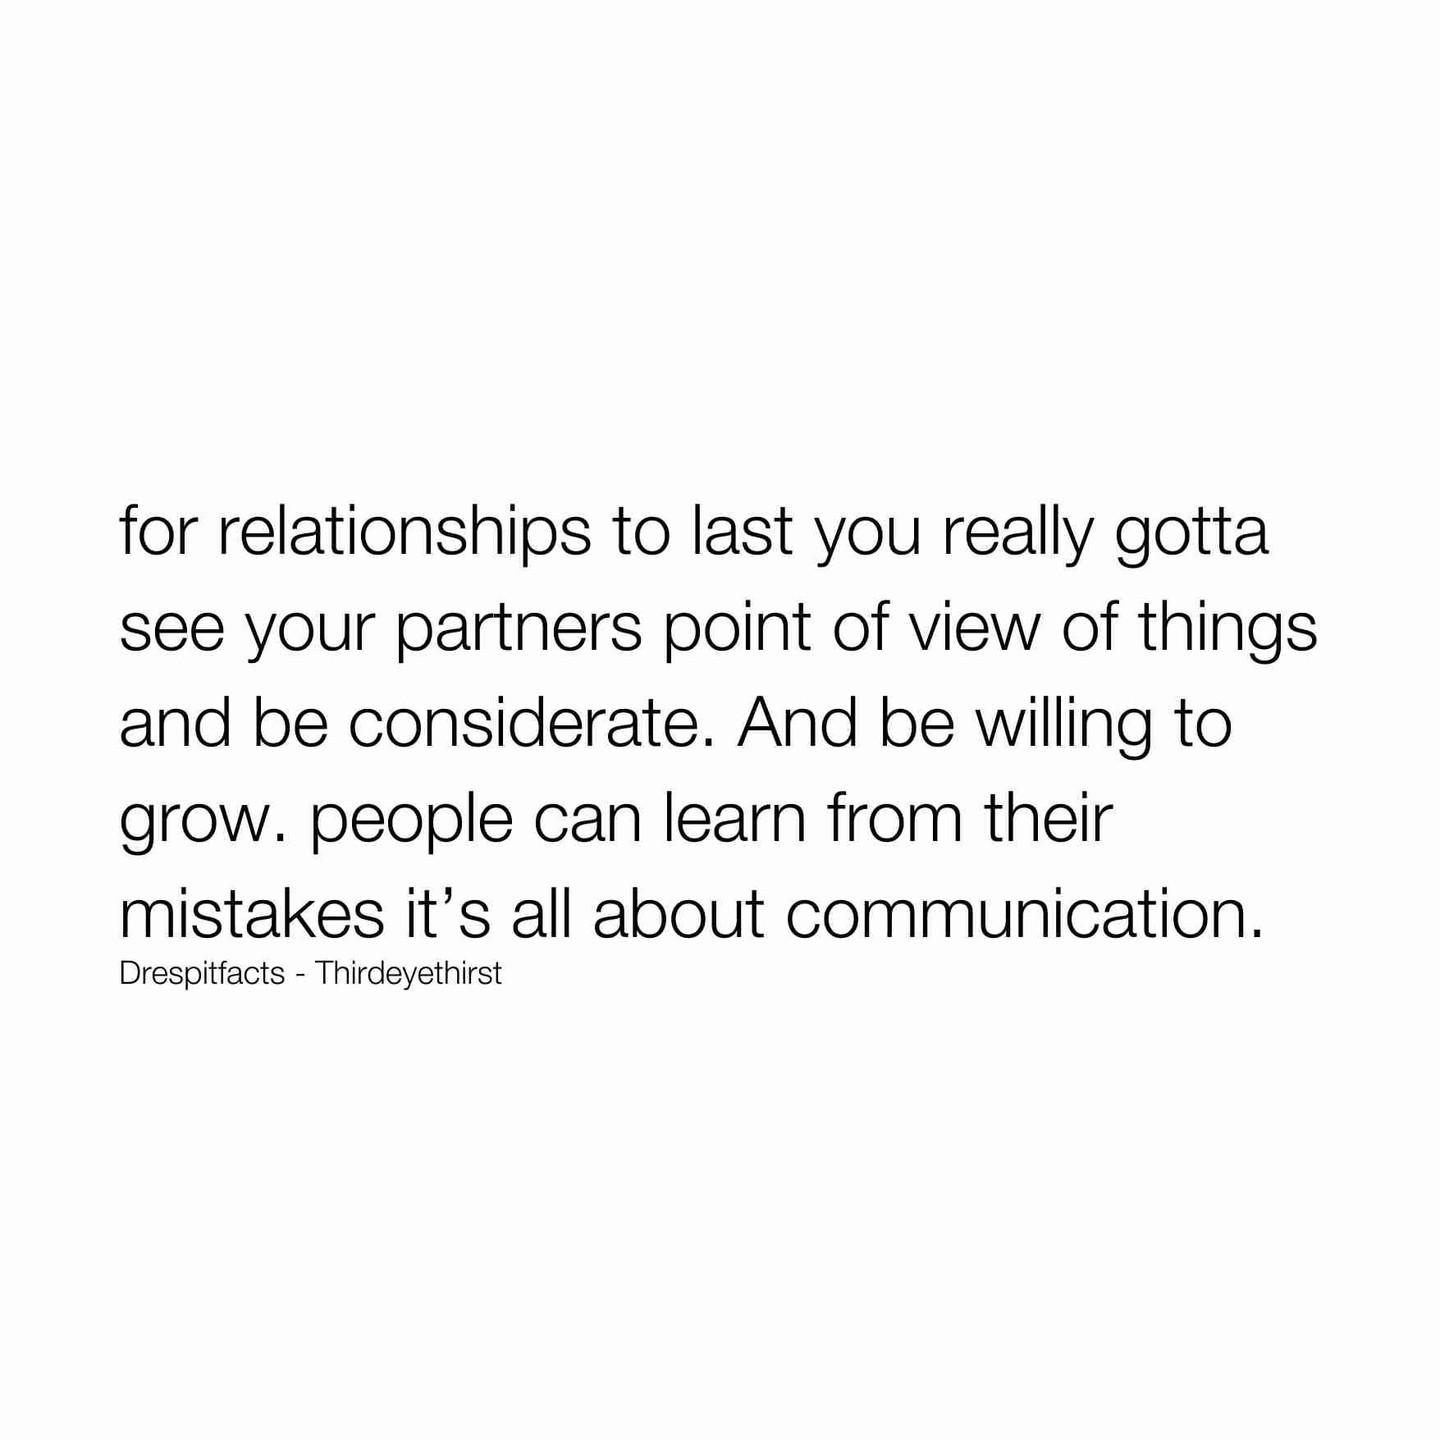 for relationships to last you really gotta
see your partners point of view of things
and be considerate. And be willing to
grow. people can learn from their
mistakes it’s all about communication.
Drespitfacts - Thirdeyethirst